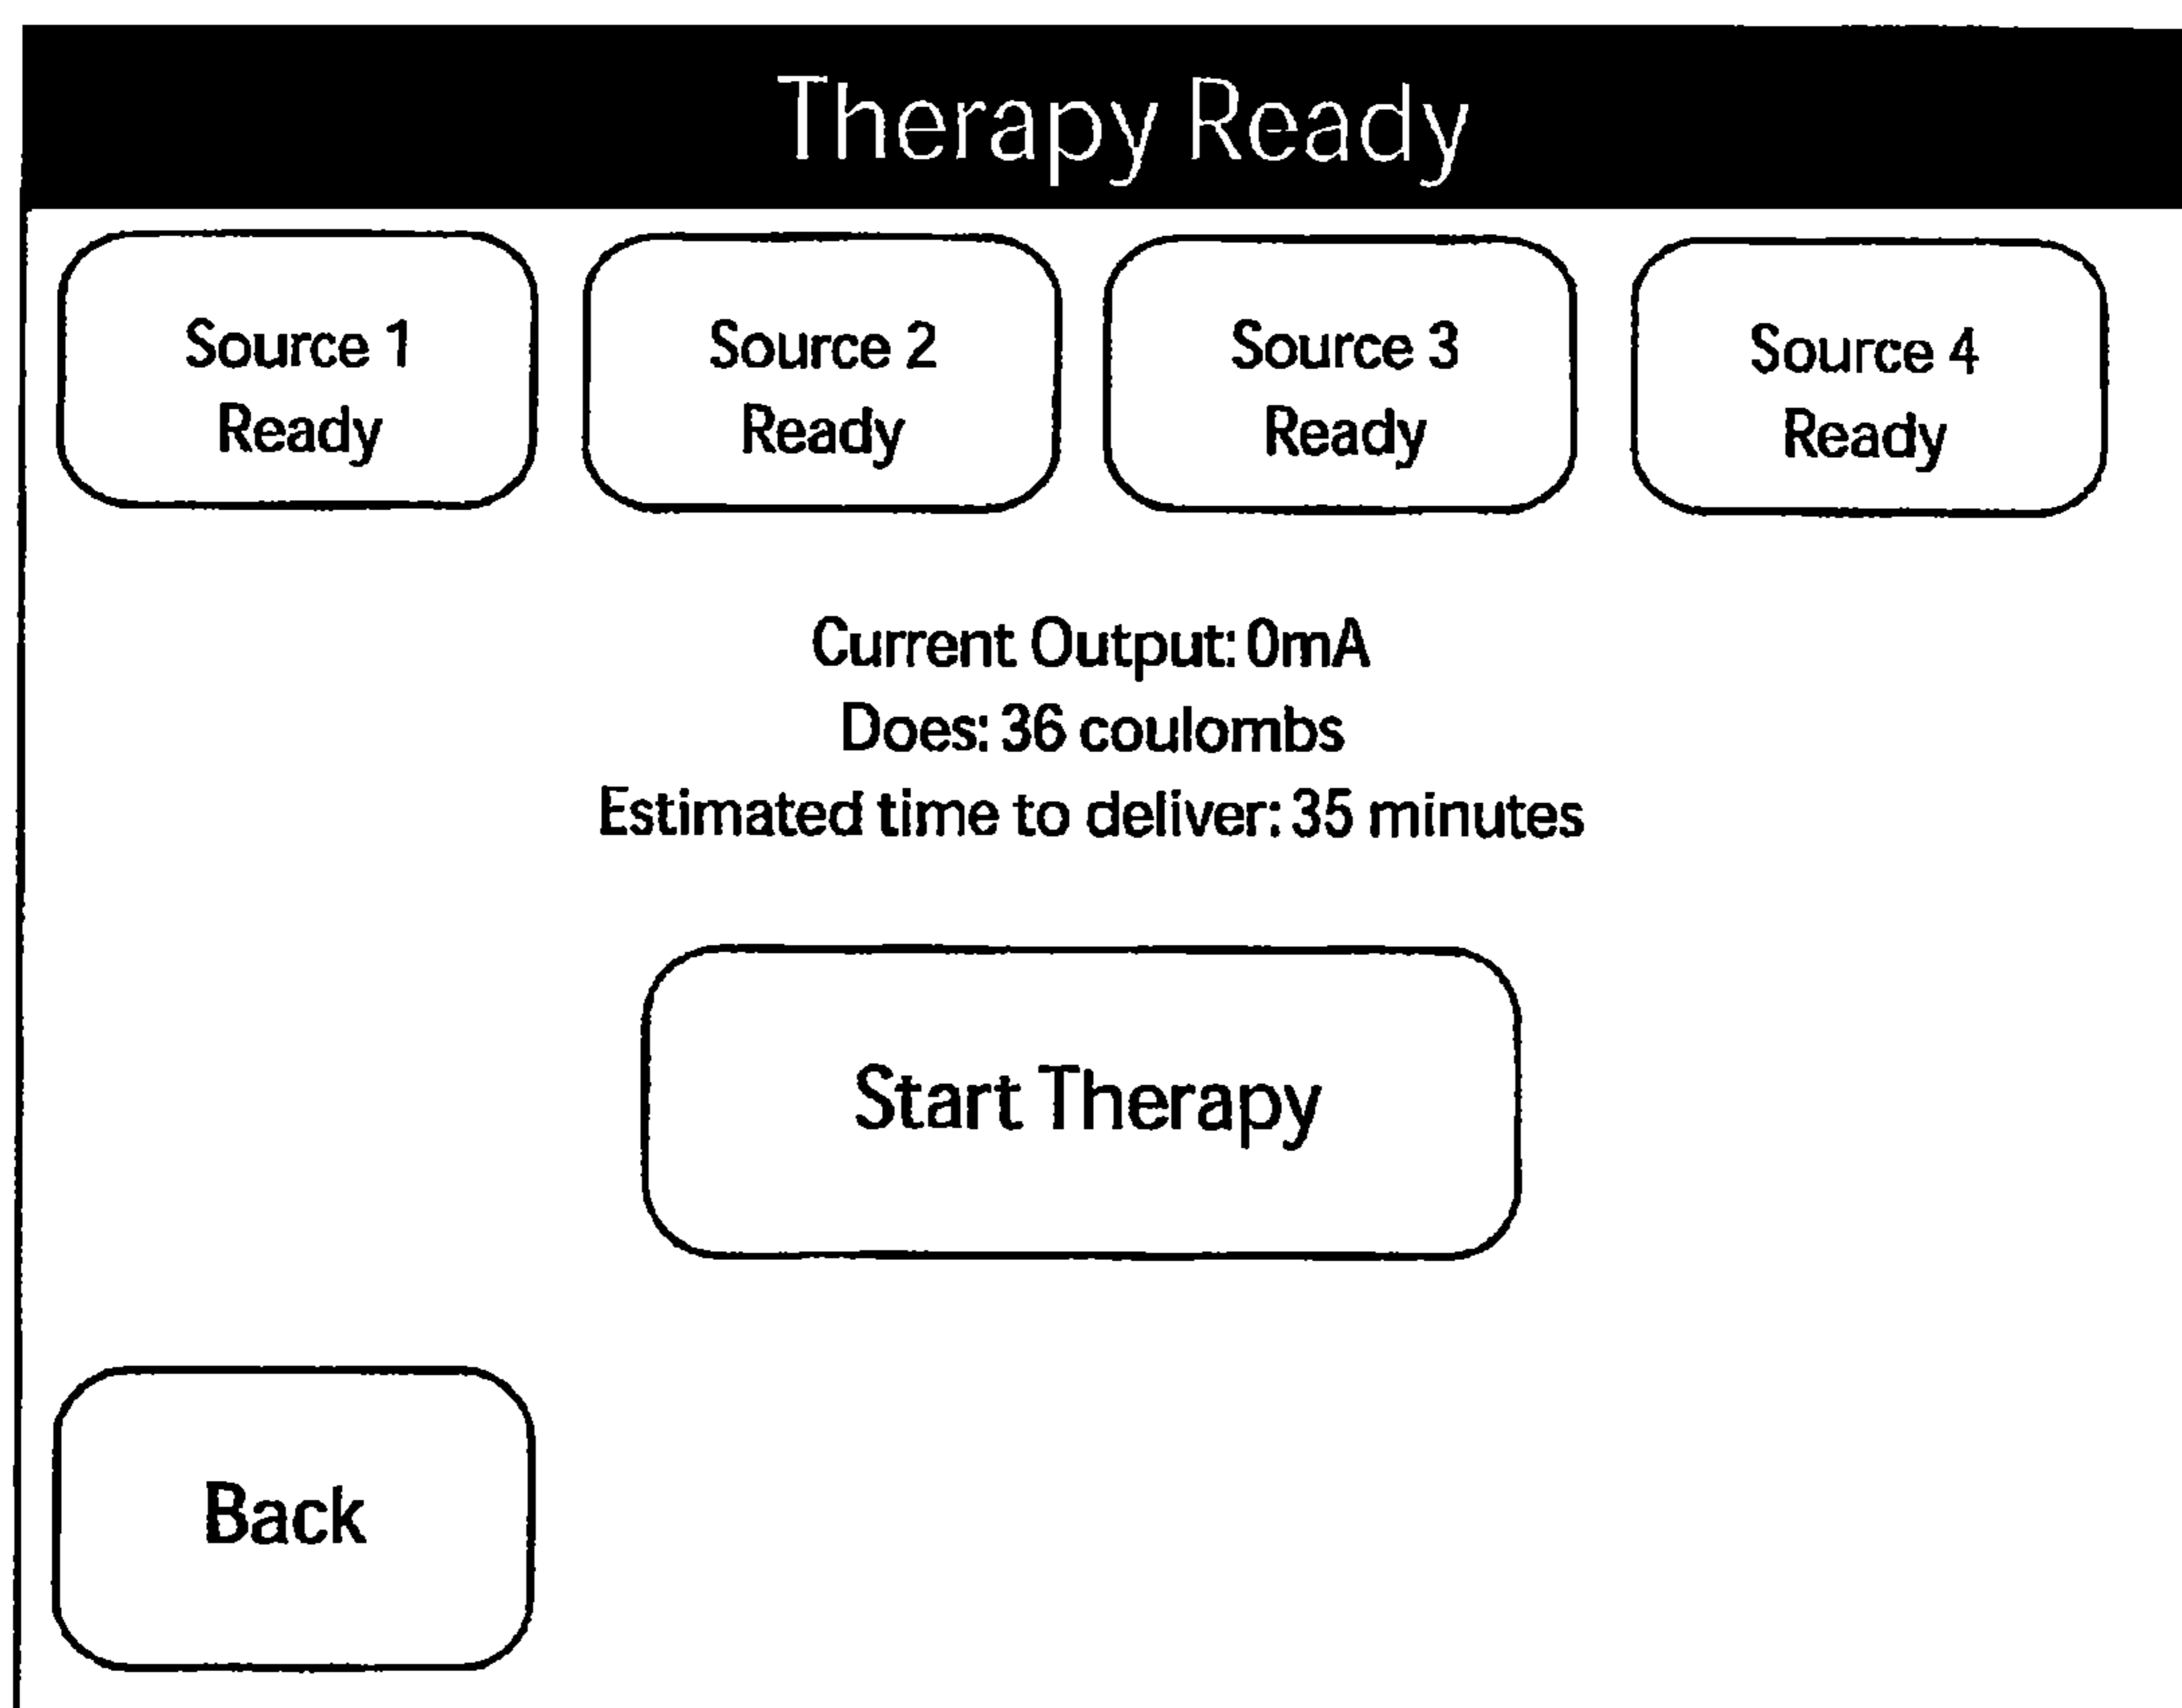 Therapy Ready
Source 1
Ready
Source 2
Ready
Source 3
Ready
Source 4
Ready
Current Output: 0mA
Does: 36 coulombs
Estimated time to deliver: 35 minutes
Start Therapy
Back